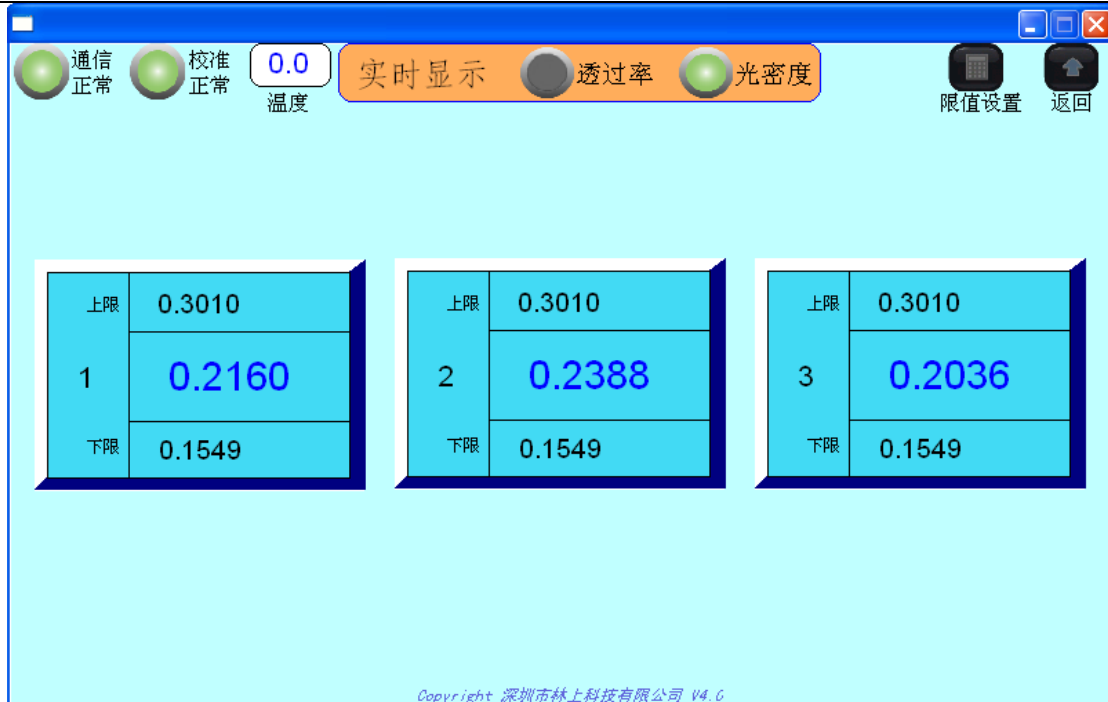 通信
正常
校准
正常
0.0
温度
实时显示
透过率
光密度
限值设置
返回
上限
0.3010
1
0.2160
下限
0.1549
上限
0.3010
2
0.2388
下限
0.1549
上限
0.3010
3
0.2036
下限
0.1549
Copyright 深圳市林上科技有限公司